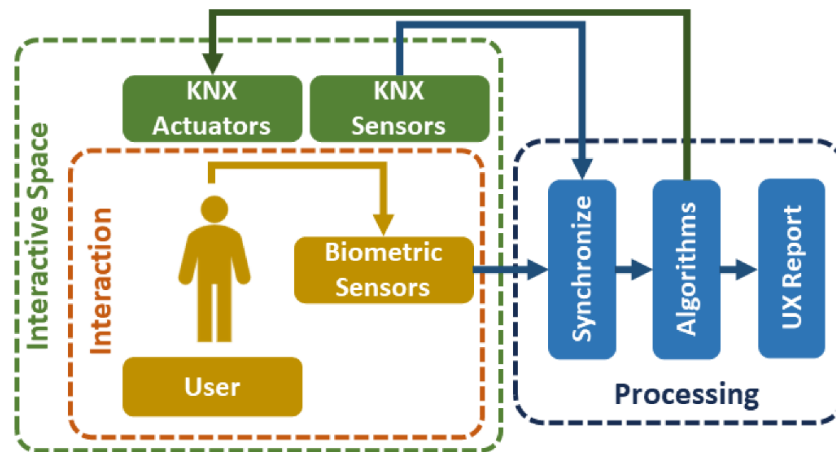 KNX
Actuators
KNX
Sensors
Interactive Space
Interaction
Biometric
Sensors
User
Synchronize
Algorithms
UX Report
Processing